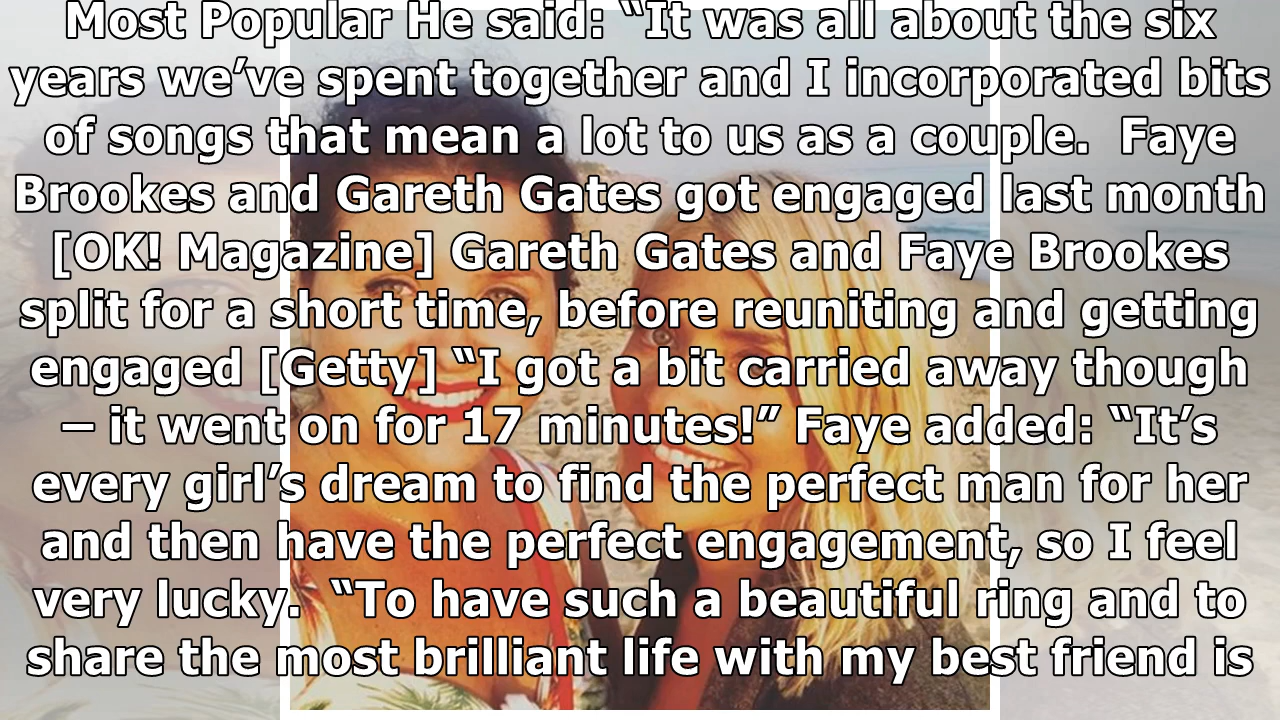 Most Popular He said: “It was all about the six
years we’ve spent together and I incorporated bits
of songs that mean a lot to us as a couple.  Faye
Brookes and Gareth Gates got engaged last month
[OK! Magazine] Gareth Gates and Faye Brookes
split for a short time, before reuniting and getting
engaged [Getty] “I got a bit carried away though
– it went on for 17 minutes!” Faye added: “It’s
every girl’s dream to find the perfect man for her
and then have the perfect engagement, so I feel
very lucky.  “To have such a beautiful ring and to
share the most brilliant life with my best friend is